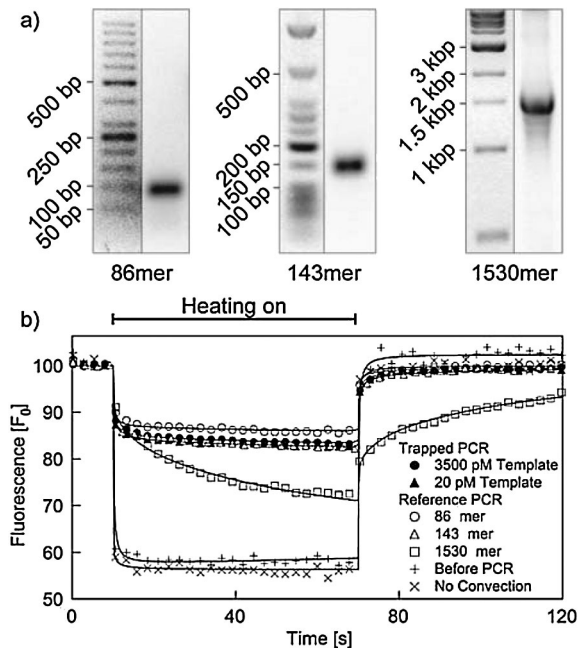 a)
500 bp
250 bp
100 bp
50 bp
86mer
500 bp
200 bp
150 bp
100 bp
143mer
3 kbp
2 kbp
1.5 kbp
1 kbp
1530mer
Heating on
b)
Fluorescence [F0]
100
90
80
70
60
50
0
40
80
120
Time [s]
Trapped PCR
3500 pM Template
20 pM Template
Reference PCR
86 mer
143 mer
1530 mer
Before PCR
No Convection